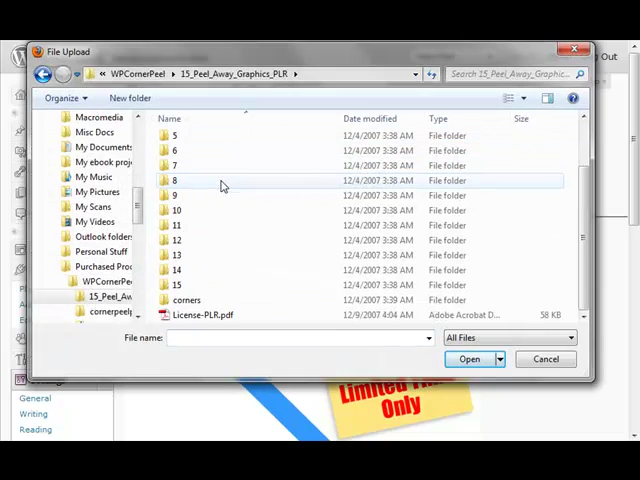 File Upload
Out
WPCornerPeel
15_Peel_Away_Graphics_PLR
Search 15_Peel_Away_Graphic...
Organize
New folder
Macromedia
Misc Docs
My Documents
My ebook proj
My Music
My Pictures
My Scans
My Videos
Outlook folders
Personal Stuff
Purchased Proc
WPCornerPee
15_Peel_Aw
cornerpeelp
Name
Date modified
Type
Size
5 12/4/2007 3:38 AM File folder
6 12/4/2007 3:38 AM File folder
7 12/4/2007 3:38 AM File folder
8 12/4/2007 3:38 AM File folder
9 12/4/2007 3:38 AM File folder
10 12/4/2007 3:38 AM File folder
11 12/4/2007 3:38 AM File folder
12 12/4/2007 3:38 AM File folder
13 12/4/2007 3:38 AM File folder
14 12/4/2007 3:38 AM File folder
15 12/4/2007 3:38 AM File folder
corners 12/4/2007 3:39 AM File folder
License-PLR.pdf 12/9/2007 4:04 AM Adobe Acrobat D... 58 KB
File name:
All Files
Open
Cancel
General
Writing
Reading
Only